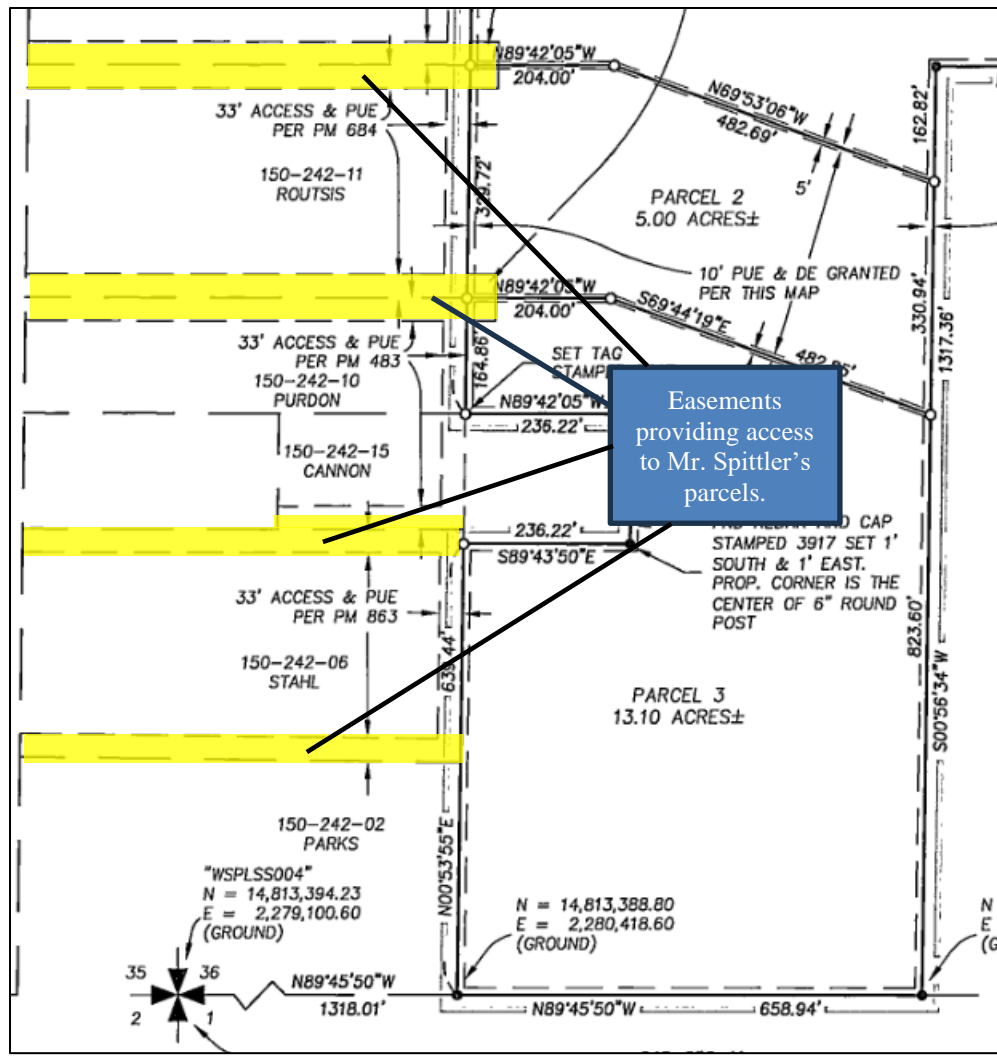 N89°42'05"W
204.00'
N69°53'06"W
482.69'
162.82'
33' ACCESS & PUE
PER PM 684
150-242-11
ROUTSIS
PARCEL 2
5.00 ACRES±
5'
10' PUE & DE GRANTED
PER THIS MAP
330.94'
1317.36'
N89°42'05"W
204.00'
S69°44'19"E
33' ACCESS & PUE
PER PM 483
150-242-10
PURDON
164.86'
SET TAG
N89°42'05"W
236.22'
150-242-15
CANNON
Easements
providing access
to Mr. Spittler's
parcels.
236.22'
S89°43'50"E
STAMPED 3917 SET 1'
SOUTH & 1' EAST.
PROP. CORNER IS THE
CENTER OF 6" ROUND
POST
33' ACCESS & PUE
PER PM 863
150-242-06
STAHL
823.60'
S00°56'34"W
PARCEL 3
13.10 ACRES±
150-242-02
PARKS
N00°53'55"E
"WSPLSS004"
N = 14,813,394.23
E = 2,279,100.60
(GROUND)
N = 14,813,388.80
E = 2,280,418.60
(GROUND)
N
E
35 36
2 1
N89°45'50"W
1318.01'
N89°45'50"W
658.94'